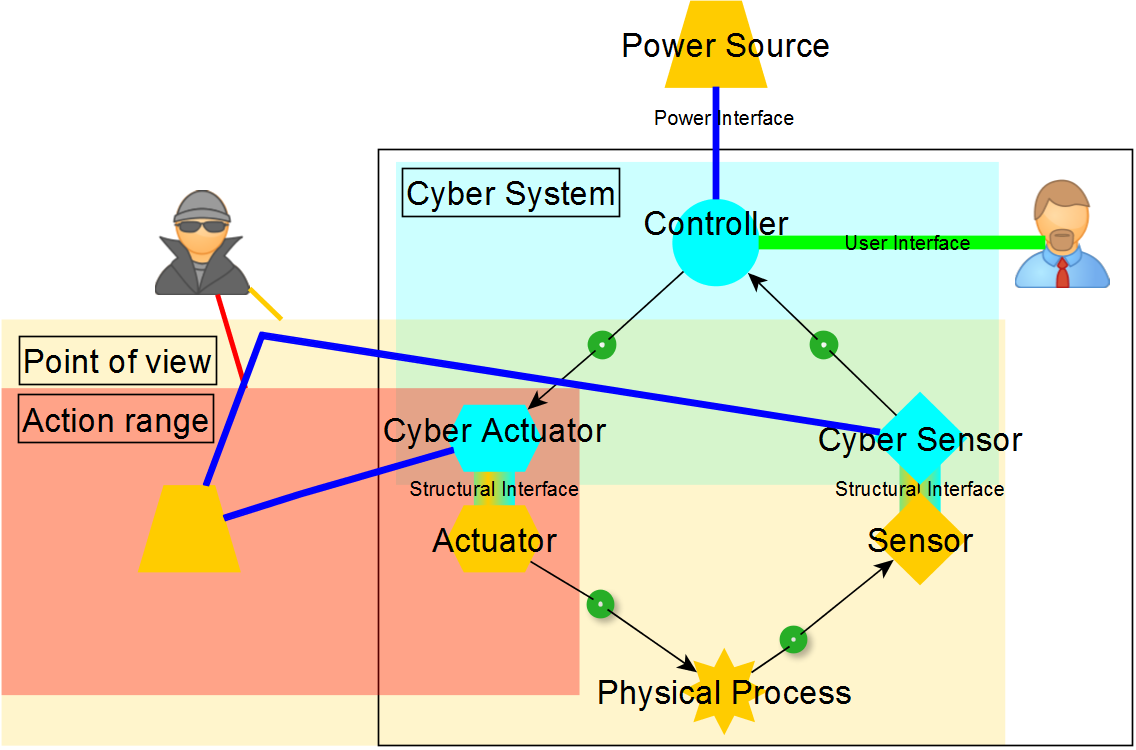 Power Source
Power Interface
Cyber System
Controller
User Interface
Point of view
Action range
Cyber Actuator
Cyber Sensor
Structural Interface
Structural Interface
Actuator
Sensor
Physical Process